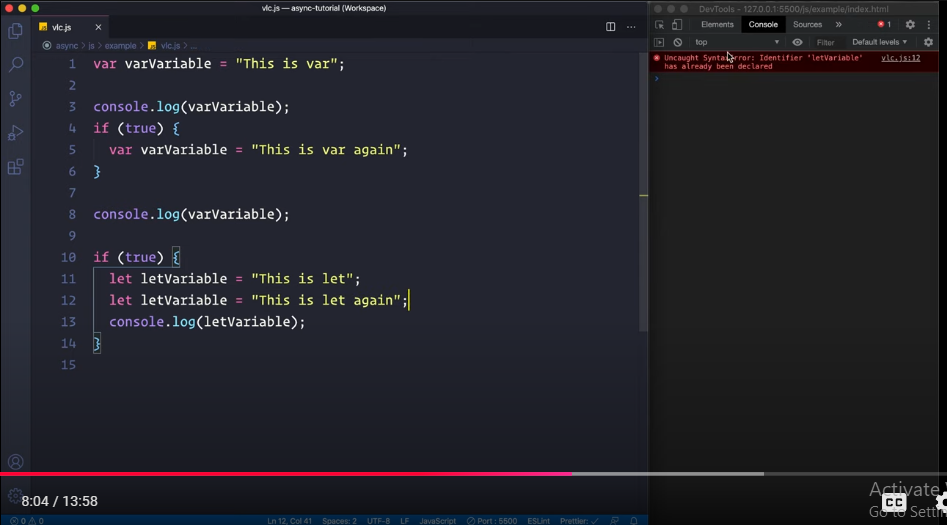 vlc.js — async-tutorial (Workspace)
DevTools - 127.0.0.1:5500/js/example/index.html
vlc.js
Elements Console Sources » 1
async > js > example > vlc.js > ...
top Filter Default levels
1 var varVariable = "This is var";
2
3 console.log(varVariable);
4 if (true) {
5 var varVariable = "This is var again";
6 }
7
8 console.log(varVariable);
9
10 if (true) {
11 let letVariable = "This is let";
12 let letVariable = "This is let again";
13 console.log(letVariable);
14 }
15
Uncaught SyntaxError: Identifier 'letVariable' vlc.js:12
has already been declared
8:04 / 13:58
Activate
CC
Go to
0 0 Ln 12, Col 41 Spaces: 2 UTF-8 LF JavaScript Port : 5500 ESLint Prettier: ✓